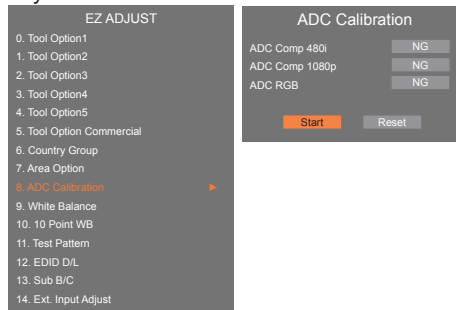 EZ ADJUST
0. Tool Option1
1. Tool Option2
2. Tool Option3
3. Tool Option4
4. Tool Option5
5. Tool Option Commercial
6. Country Group
7. Area Option
8. ADC Calibration ►
9. White Balance
10. 10 Point WB
11. Test Pattern
12. EDID D/L
13. Sub B/C
14. Ext. Input Adjust
ADC Calibration
ADC Comp 480i NG
ADC Comp 1080p NG
ADC RGB NG
Start Reset